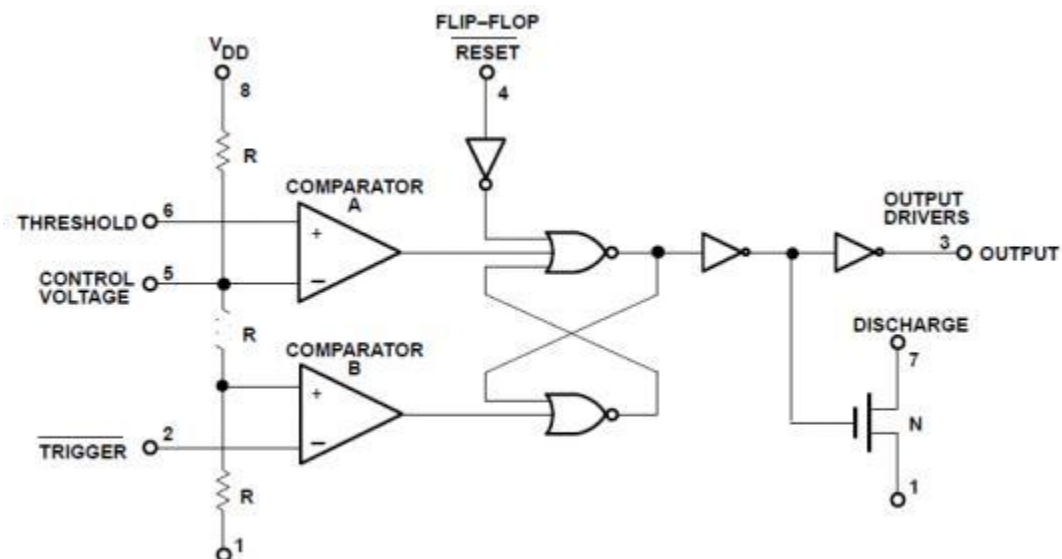 FLIP–FLOP
RESET
4
VDD
8
R
COMPARATOR
A
THRESHOLD
6
+
OUTPUT
DRIVERS
3
OUTPUT
CONTROL
VOLTAGE
5
−
R
COMPARATOR
B
DISCHARGE
7
+
N
TRIGGER
2
−
R
1
1